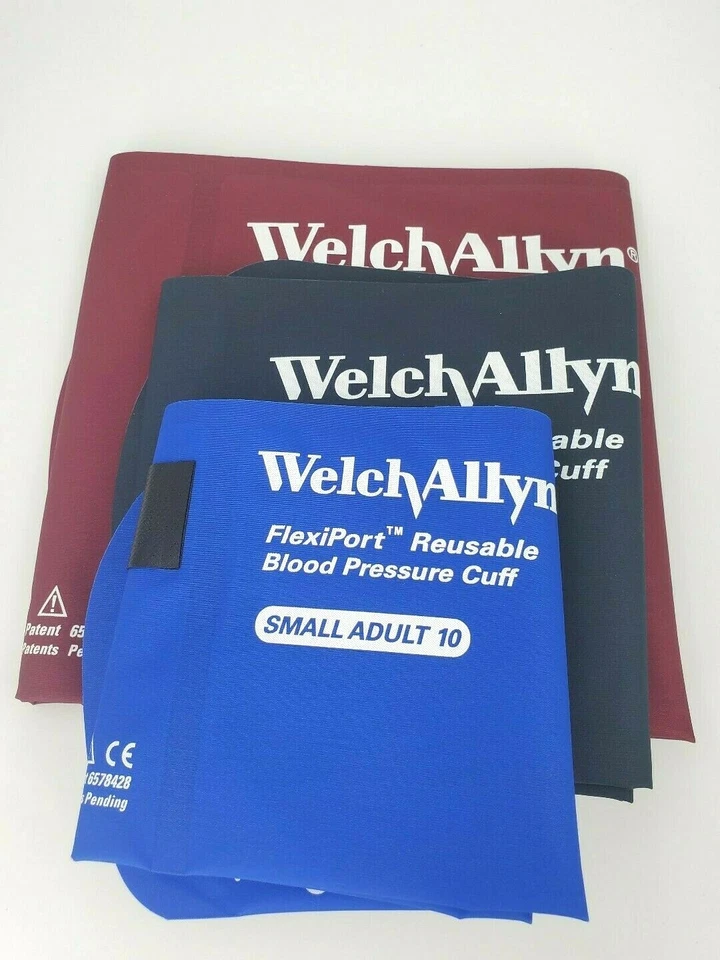 WelchAllyn®
WelchAllyn
able
Cuff
WelchAllyn
FlexiPort™ Reusable
Blood Pressure Cuff
SMALL ADULT 10
Patent 65
Patents Pe
CE
6578428
Pending